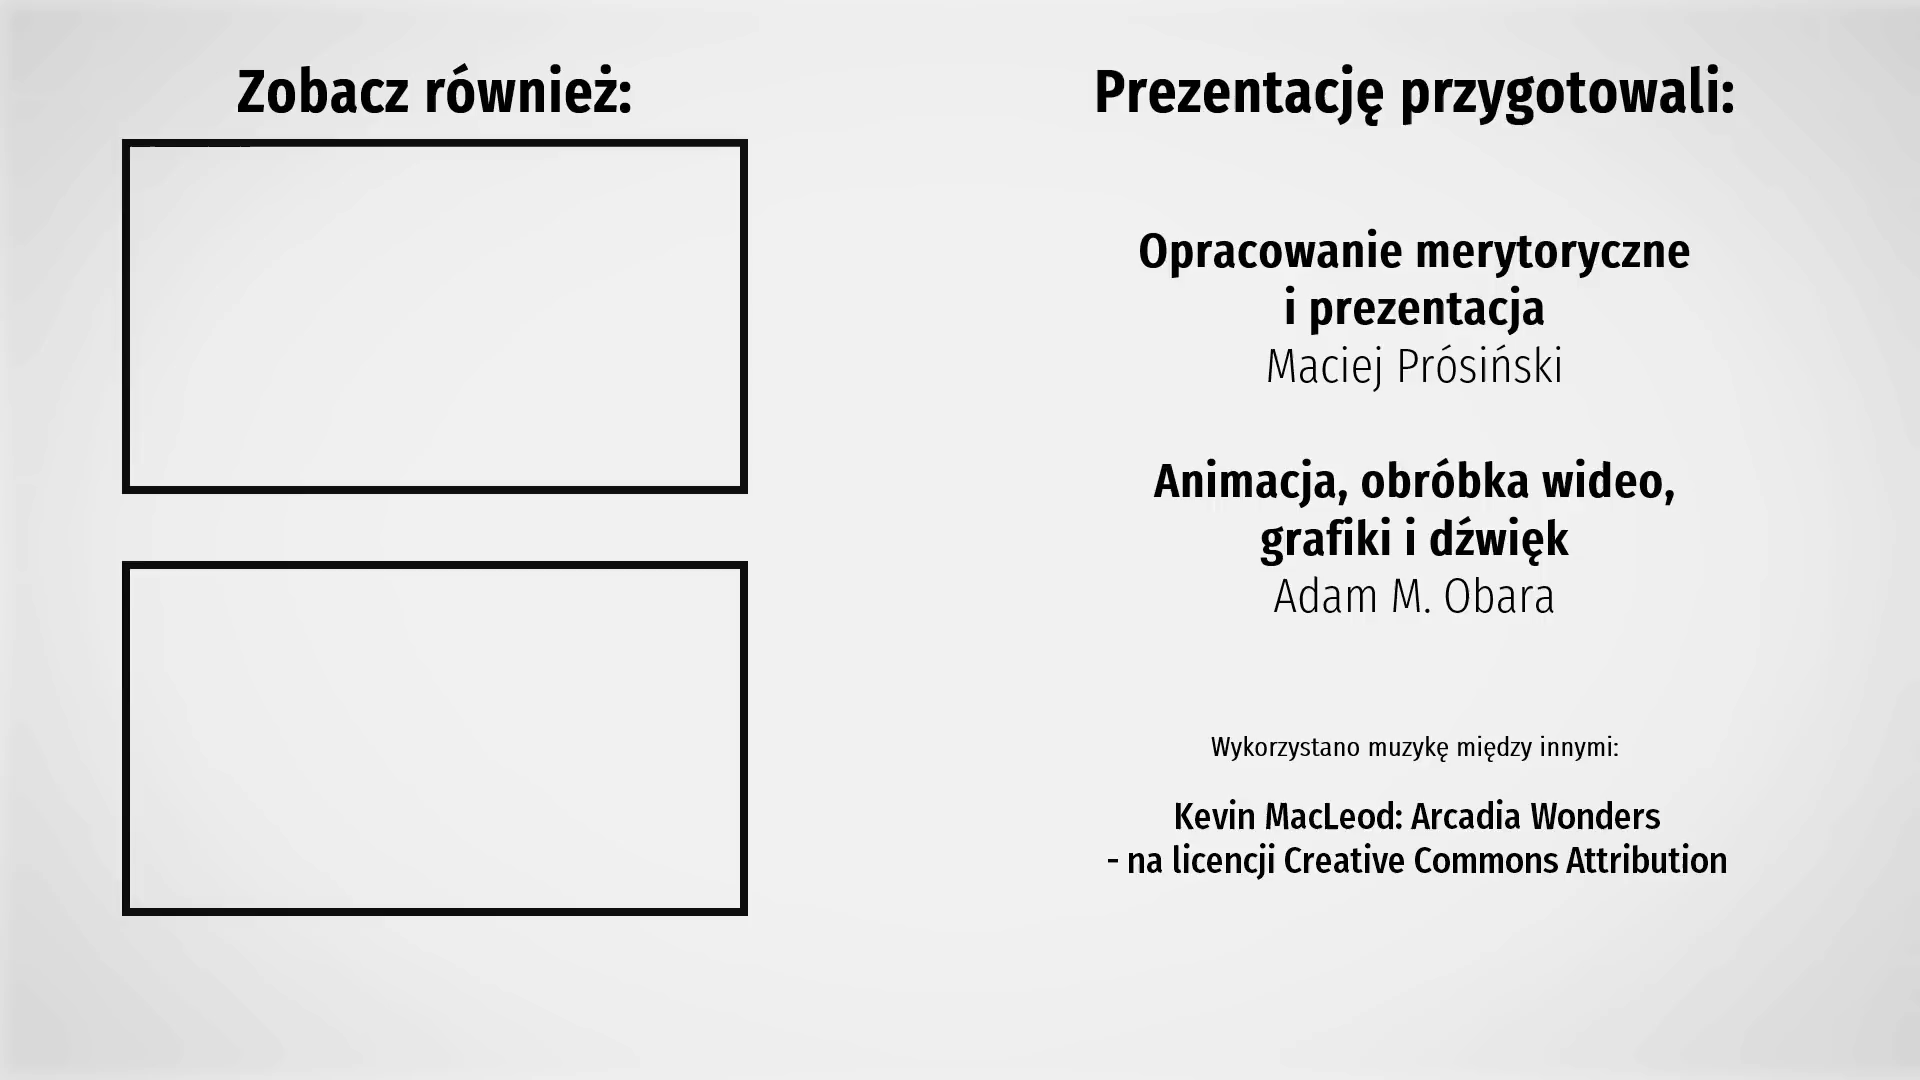 Zobacz również:
Prezentację przygotowali:
Opracowanie merytoryczne
i prezentacja
Maciej Prósiński
Animacja, obróbka wideo,
grafiki i dźwięk
Adam M. Obara
Wykorzystano muzykę między innymi:
Kevin MacLeod: Arcadia Wonders
- na licencji Creative Commons Attribution